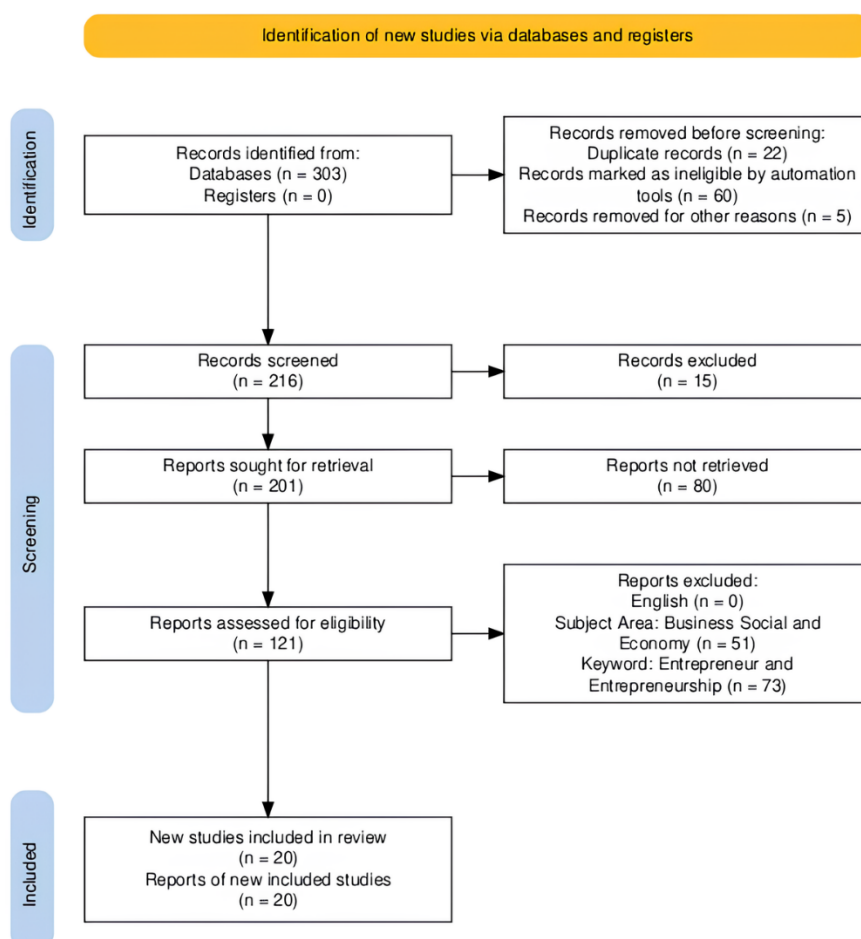 Identification of new studies via databases and registers
Identification
Records identified from:
Databases (n = 303)
Registers (n = 0)
Records removed before screening:
Duplicate records (n = 22)
Records marked as ineligible by automation
tools (n = 60)
Records removed for other reasons (n = 5)
Screening
Records screened
(n = 216)
Records excluded
(n = 15)
Reports sought for retrieval
(n = 201)
Reports not retrieved
(n = 80)
Reports assessed for eligibility
(n = 121)
Reports excluded:
English (n = 0)
Subject Area: Business Social and
Economy (n = 51)
Keyword: Entrepreneur and
Entrepreneurship (n = 73)
Included
New studies included in review
(n = 20)
Reports of new included studies
(n = 20)